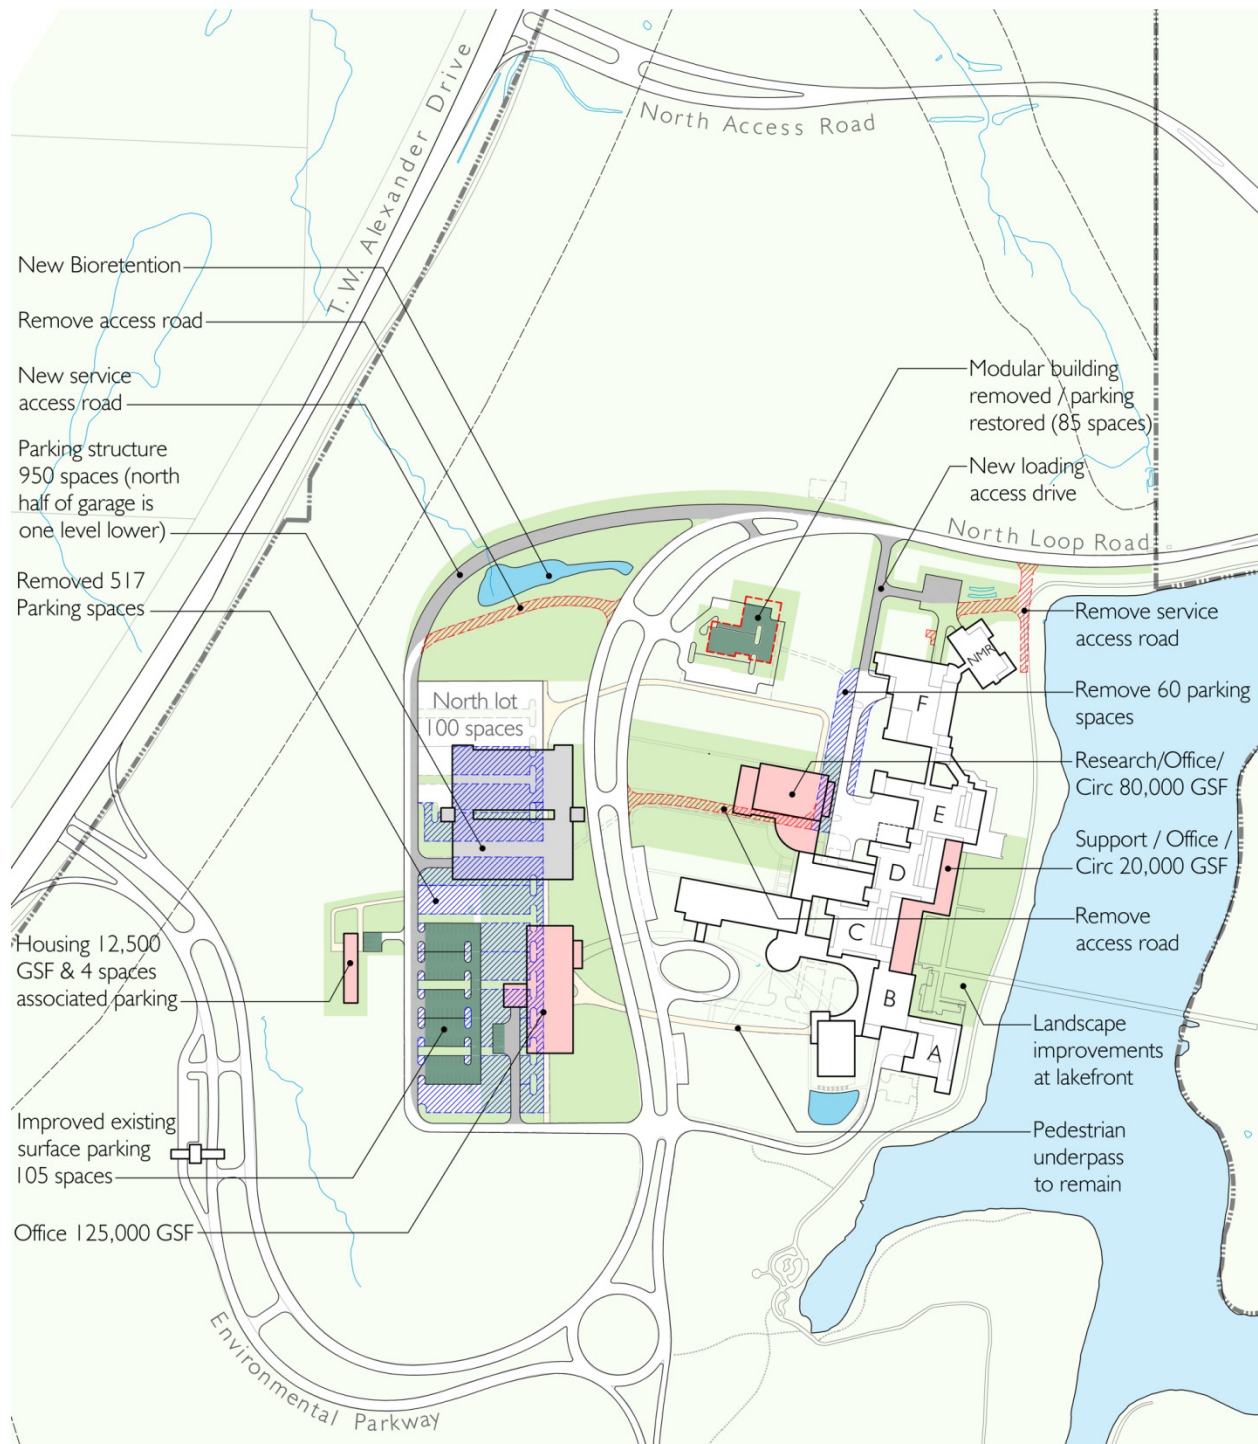 T.W. Alexander Drive
North Access Road
New Bioretention
Remove access road
New service
access road
Parking structure
950 spaces (north
half of garage is
one level lower)
Removed 517
Parking spaces
Housing 12,500
GSF & 4 spaces
associated parking
Improved existing
surface parking
105 spaces
Office 125,000 GSF
Environmental Parkway
North lot
100 spaces
Modular building
removed / parking
restored (85 spaces)
New loading
access drive
North Loop Road
Remove service
access road
Remove 60 parking
spaces
Research/Office/
Circ 80,000 GSF
Support / Office /
Circ 20,000 GSF
Remove
access road
Landscape
improvements
at lakefront
Pedestrian
underpass
to remain
NMR
F
E
D
C
B
A